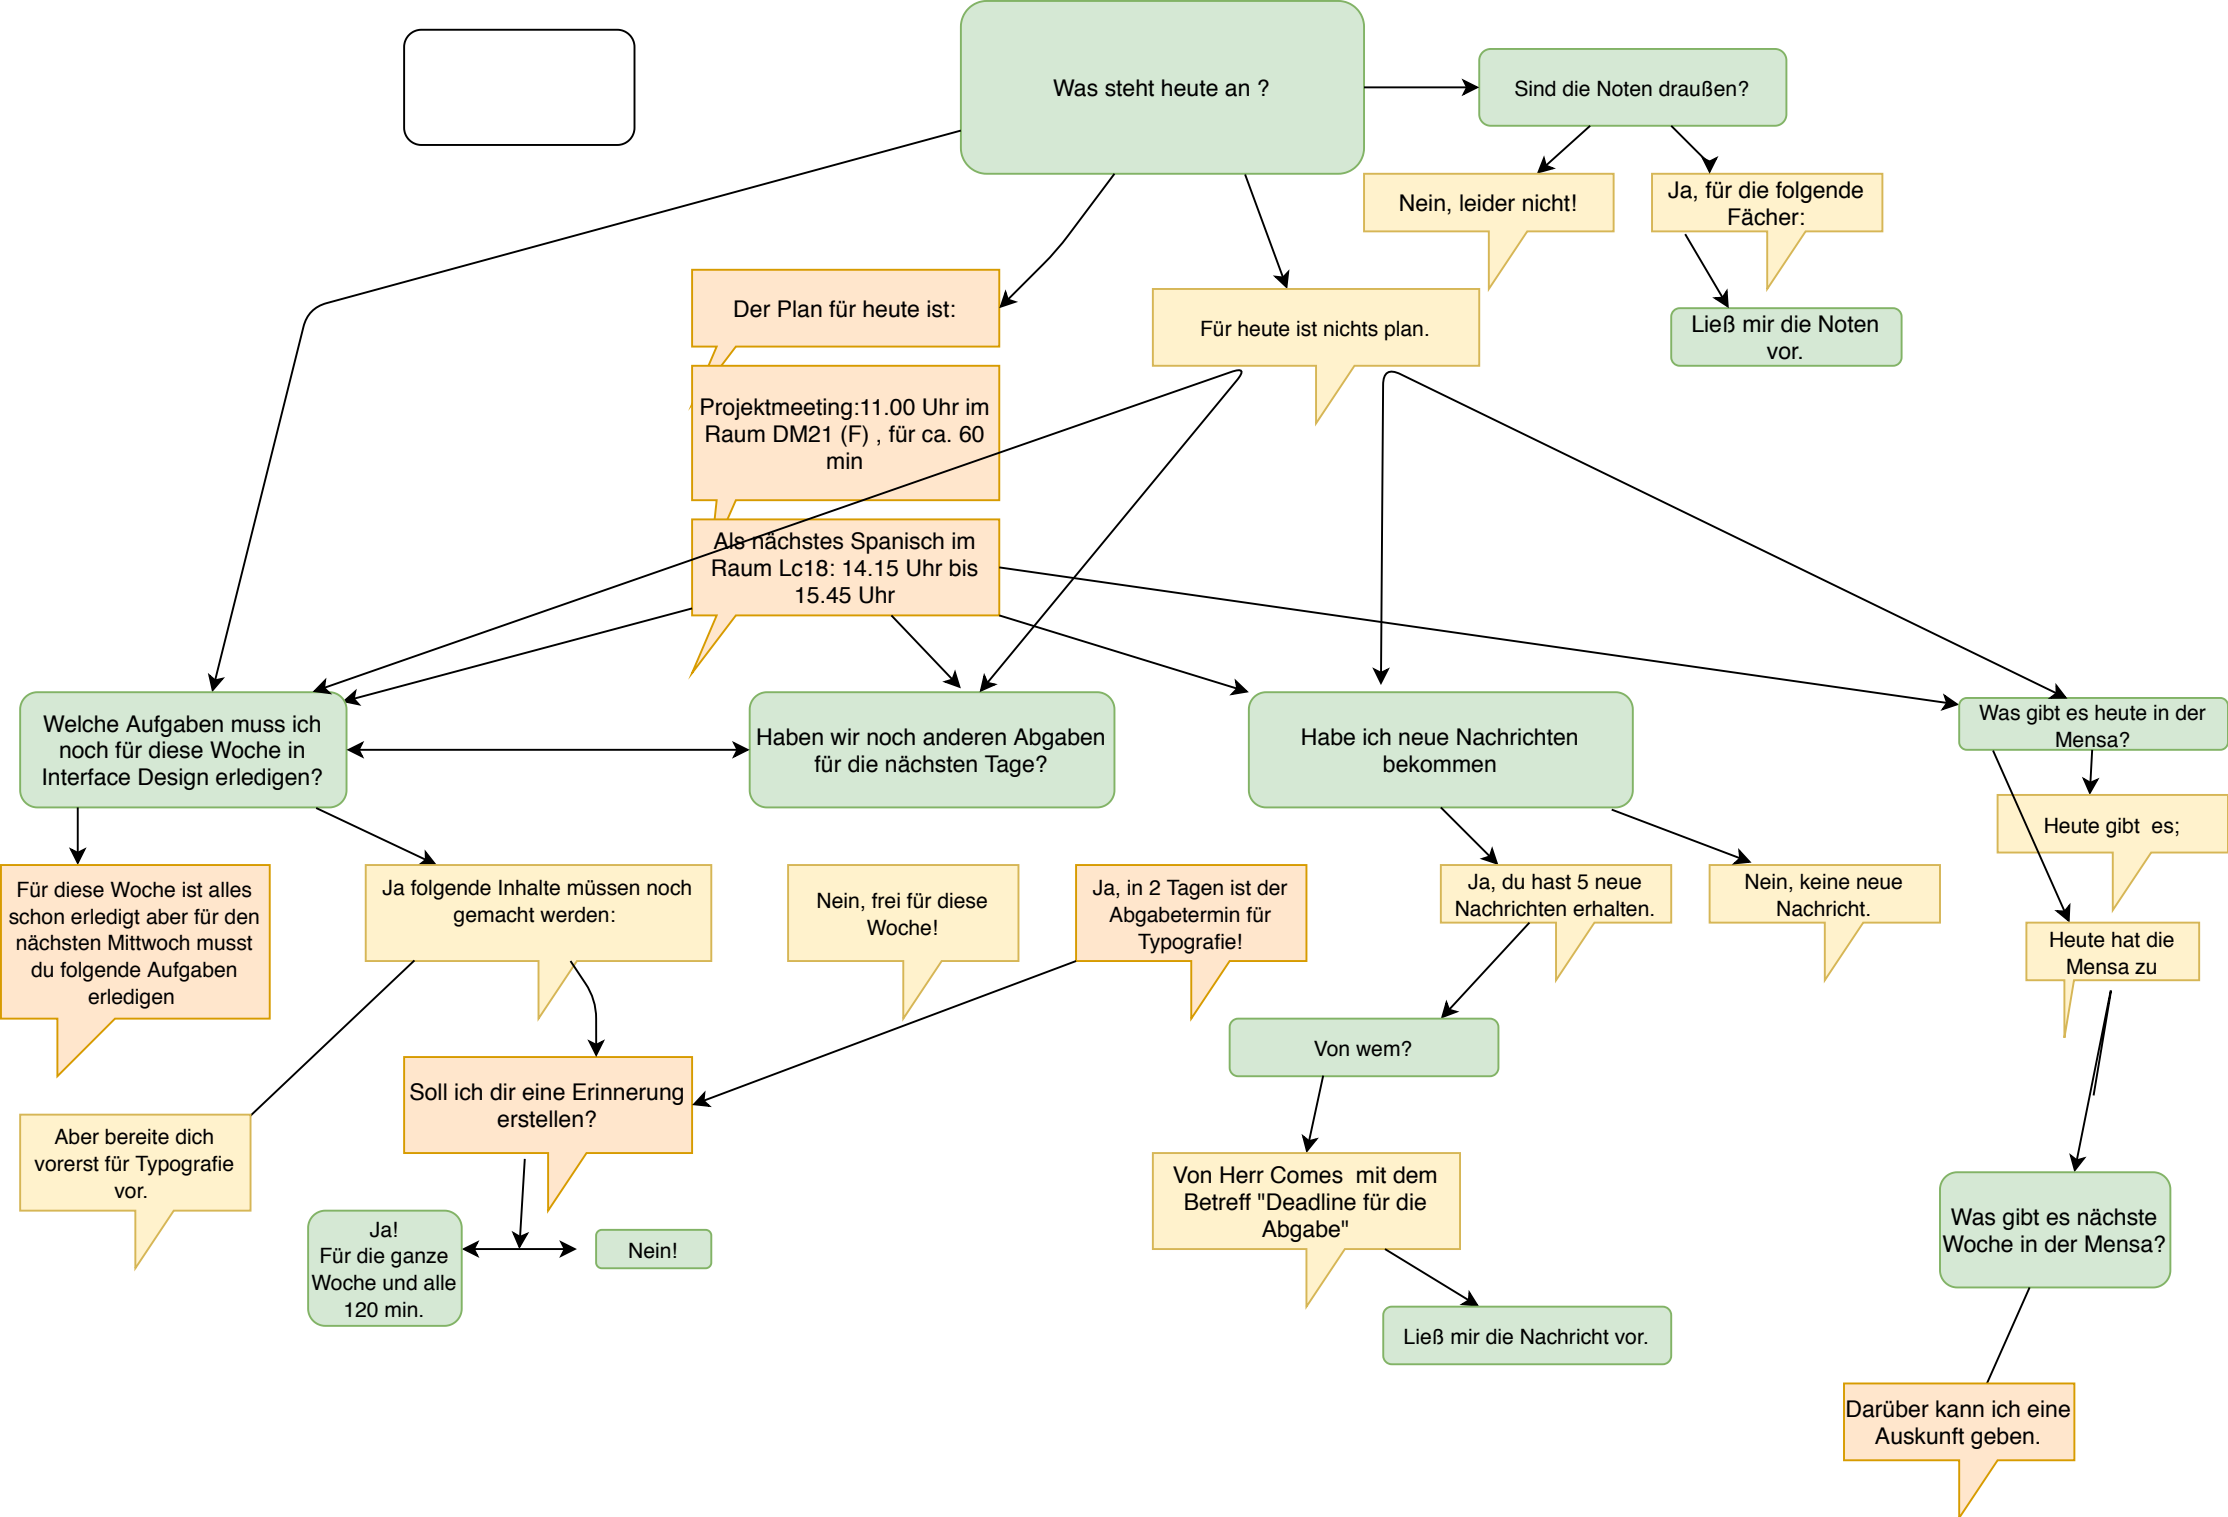 Was steht heute an ?
Sind die Noten draußen?
Nein, leider nicht!
Ja, für die folgende
Fächer:
Ließ mir die Noten
vor.
Der Plan für heute ist:
Für heute ist nichts plan.
Projektmeeting:11.00 Uhr im
Raum DM21 (F) , für ca. 60
min
Als nächstes Spanisch im
Raum Lc18: 14.15 Uhr bis
15.45 Uhr
Welche Aufgaben muss ich
noch für diese Woche in
Interface Design erledigen?
Haben wir noch anderen Abgaben
für die nächsten Tage?
Habe ich neue Nachrichten
bekommen
Was gibt es heute in der
Mensa?
Heute gibt  es;
Für diese Woche ist alles
schon erledigt aber für den
nächsten Mittwoch musst
du folgende Aufgaben
erledigen
Ja folgende Inhalte müssen noch
gemacht werden:
Nein, frei für diese
Woche!
Ja, in 2 Tagen ist der
Abgabetermin für
Typografie!
Ja, du hast 5 neue
Nachrichten erhalten.
Nein, keine neue
Nachricht.
Heute hat die
Mensa zu
Von wem?
Soll ich dir eine Erinnerung
erstellen?
Aber bereite dich
vorerst für Typografie
vor.
Von Herr Comes  mit dem
Betreff "Deadline für die
Abgabe"
Ja!
Für die ganze
Woche und alle
120 min.
Nein!
Was gibt es nächste
Woche in der Mensa?
Ließ mir die Nachricht vor.
Darüber kann ich eine
Auskunft geben.